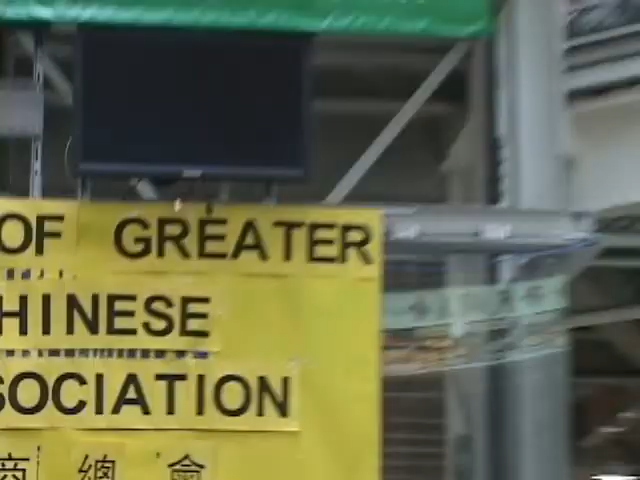 OF GREATER
HINESE
SOCIATION
商 總 會